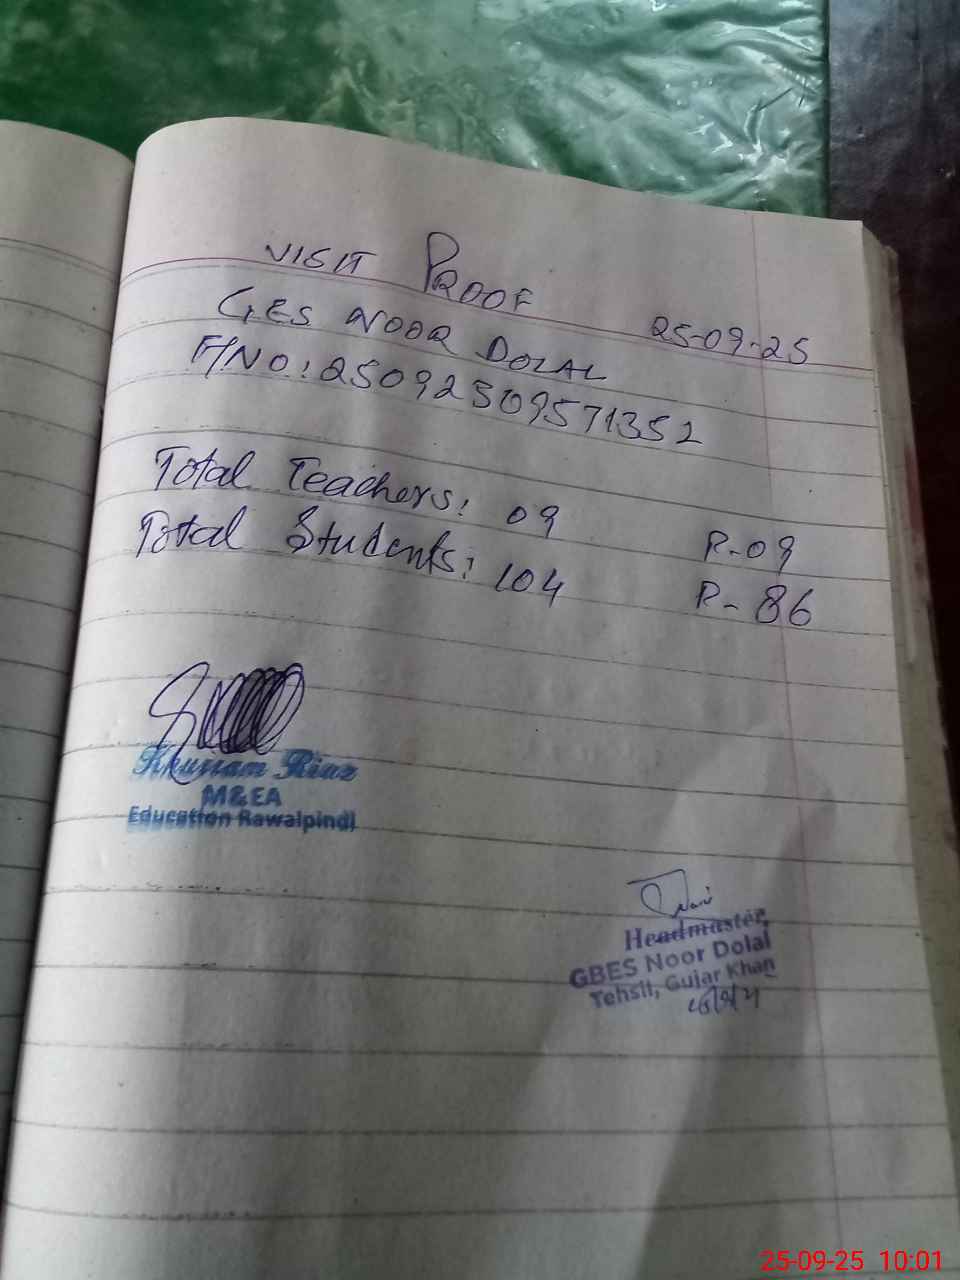 VISIT PROOF
GES NOOR DOLAL 25-09-25
F/NO: 25092509571352
Total Teachers: 09 P-09
Total Students: 104 P-86
Khurram Riaz
M&EA
Education Rawalpindi
Headmaster,
GBES Noor Dolal
Tehsil, Gujar Khan
25-09-25 10:01